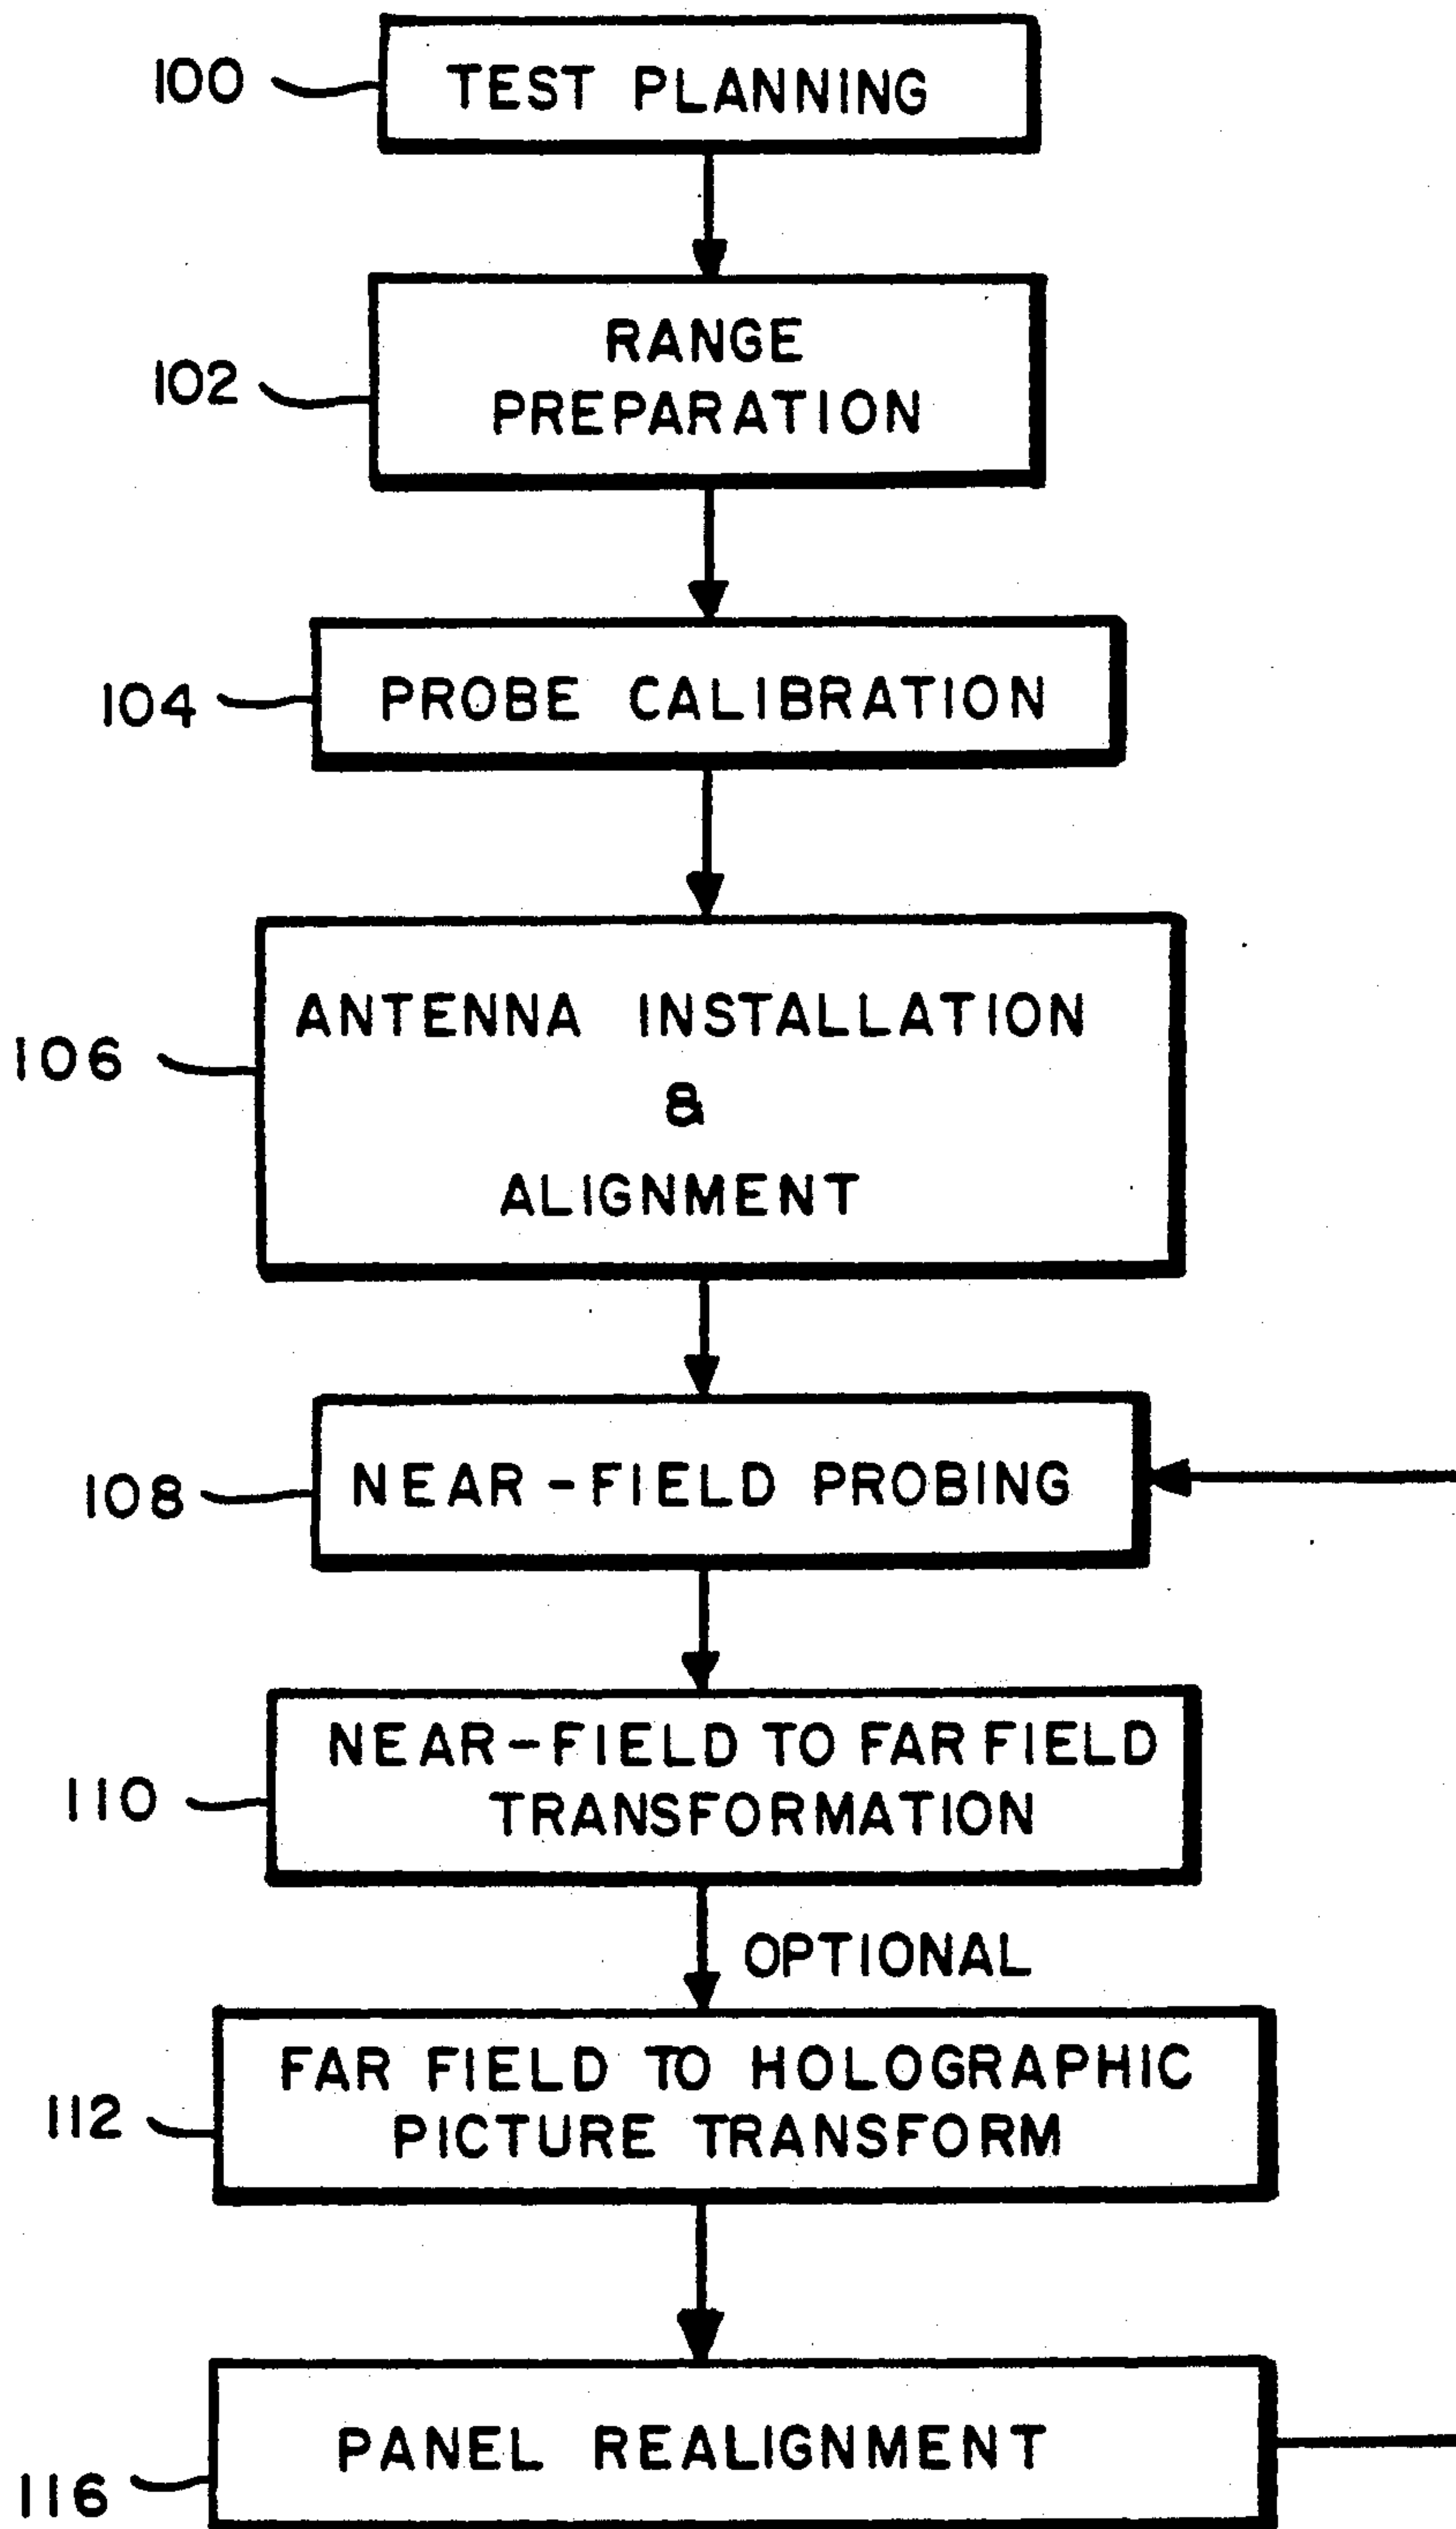 100
TEST PLANNING
102
RANGE
PREPARATION
104
PROBE CALIBRATION
106
ANTENNA INSTALLATION
&
ALIGNMENT
108
NEAR-FIELD PROBING
110
NEAR-FIELD TO FAR FIELD
TRANSFORMATION
OPTIONAL
112
FAR FIELD TO HOLOGRAPHIC
PICTURE TRANSFORM
116
PANEL REALIGNMENT